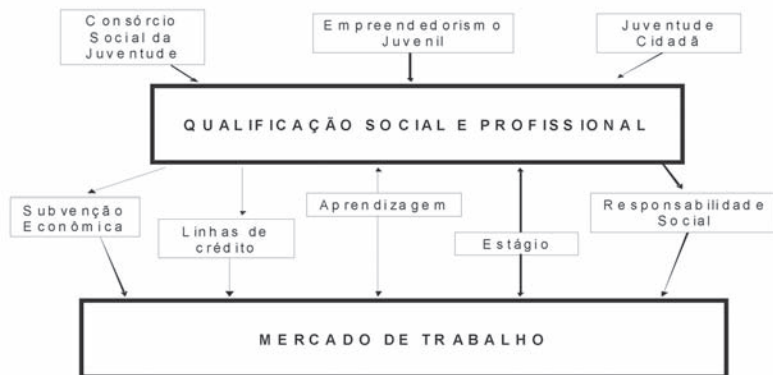 Consórcio
Social da
Juventude
Empreendedorismo
Juvenil
Juventude
Cidadã
QUALIFICAÇÃO SOCIAL E PROFISSIONAL
Subvenção
Econômica
Linhas de
crédito
Aprendizagem
Estágio
Responsabilidade
Social
MERCADO DE TRABALHO